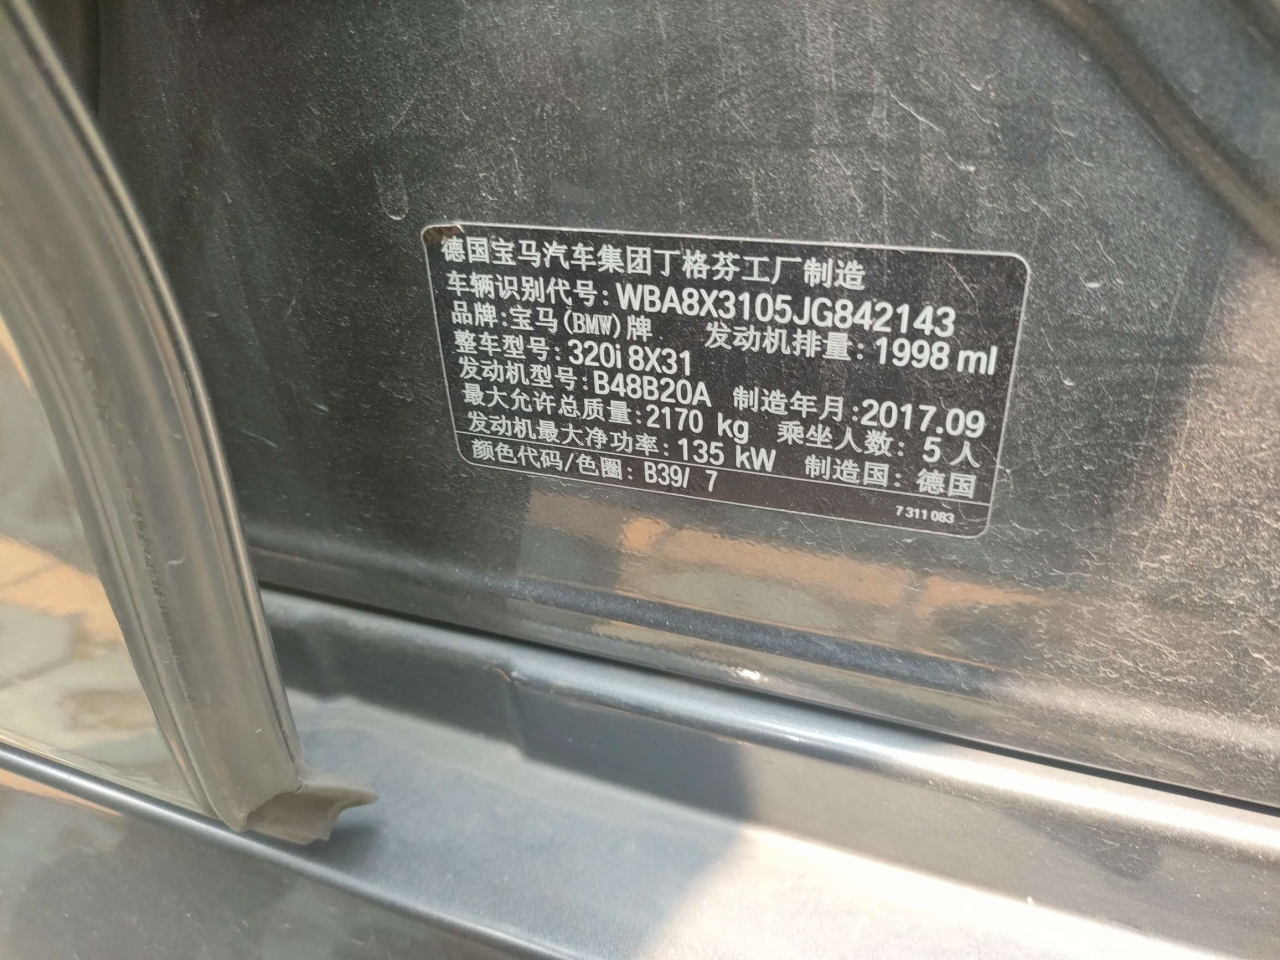 德国宝马汽车集团丁格芬工厂制造
车辆识别代号: WBA8X3105JG842143
品牌: 宝马(BMW)牌 发动机排量: 1998 ml
整车型号: 320i 8X31
发动机型号: B48B20A 制造年月: 2017.09
最大允许总质量: 2170 kg 乘坐人数: 5 人
发动机最大净功率: 135 kW 制造国: 德国
颜色代码/色圈: B39/ 7
7 311 083